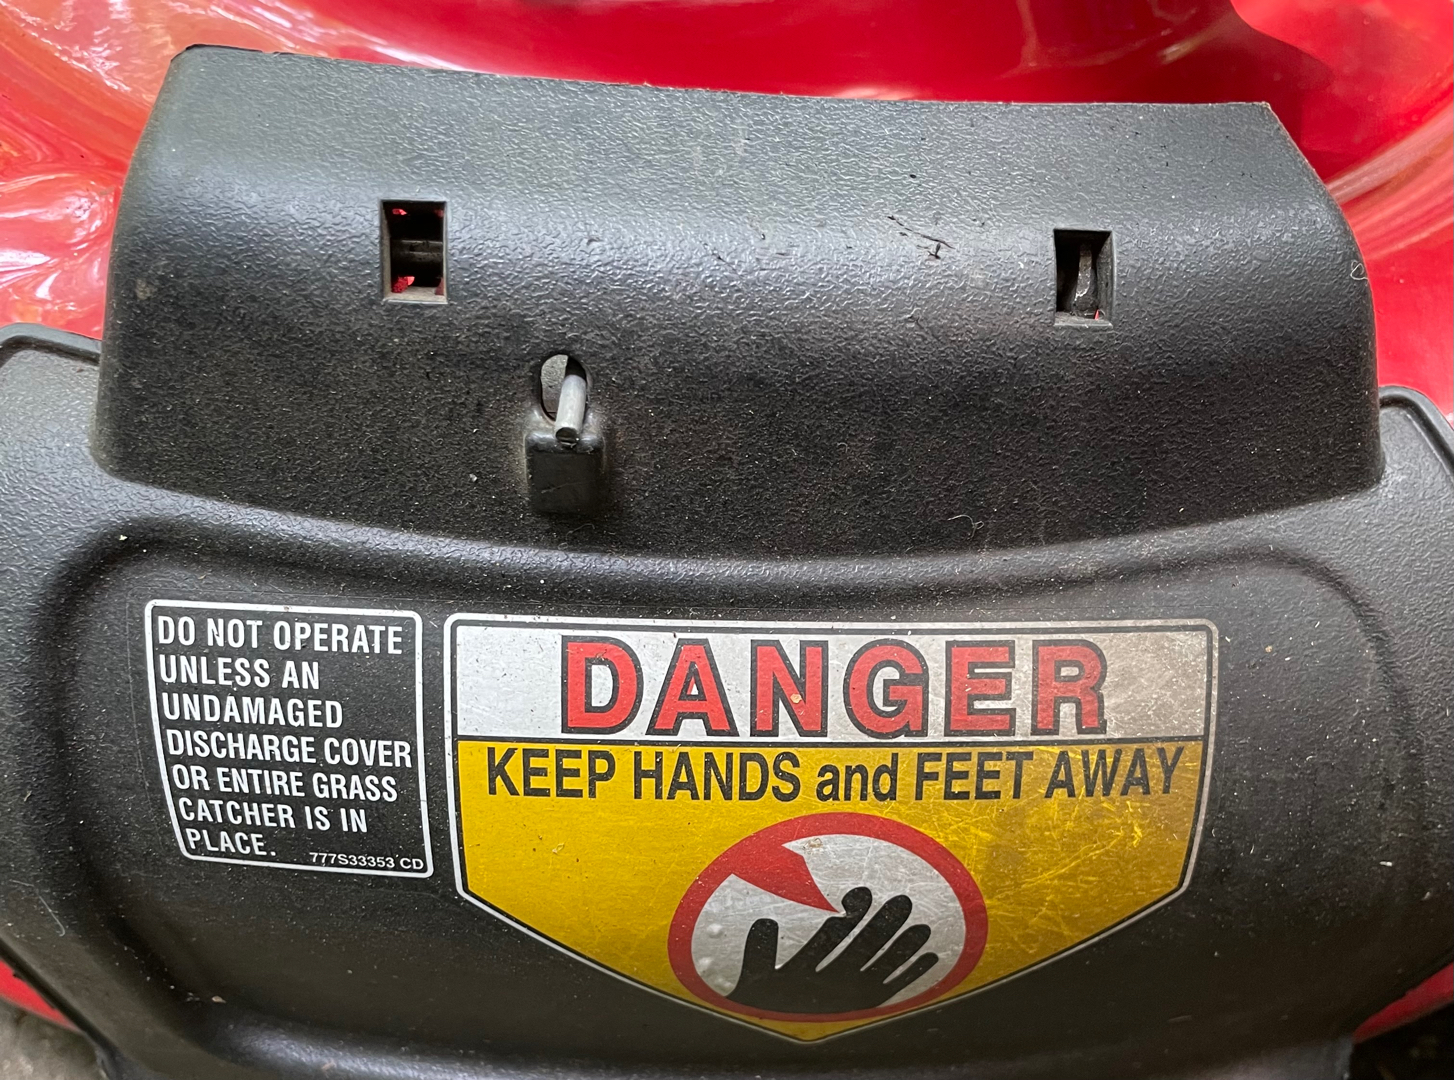 DO NOT OPERATE
UNLESS AN
UNDAMAGED
DISCHARGE COVER
OR ENTIRE GRASS
CATCHER IS IN
PLACE.
777S33353 CD
DANGER
KEEP HANDS and FEET AWAY